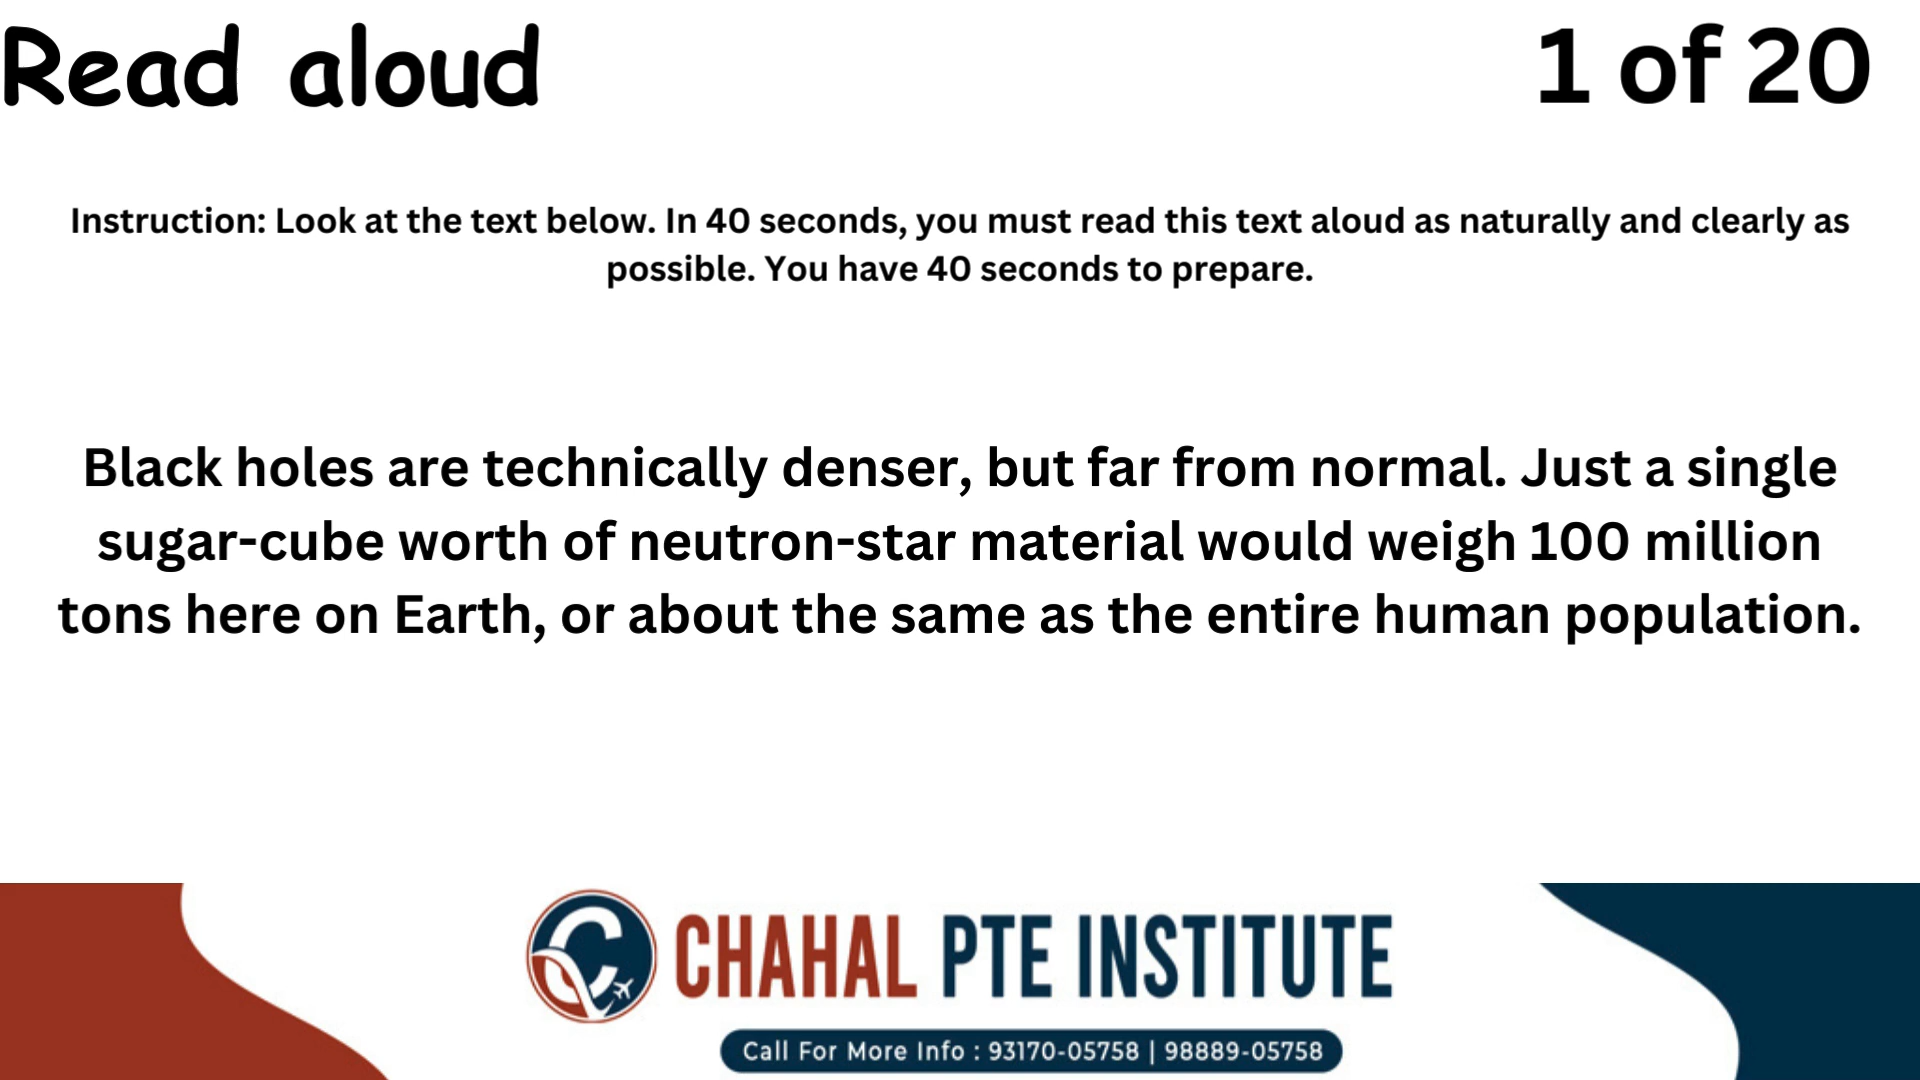 Read aloud
1 of 20
Instruction: Look at the text below. In 40 seconds, you must read this text aloud as naturally and clearly as
possible. You have 40 seconds to prepare.
Black holes are technically denser, but far from normal. Just a single
sugar-cube worth of neutron-star material would weigh 100 million
tons here on Earth, or about the same as the entire human population.
CHAHAL PTE INSTITUTE
Call For More Info : 93170-05758 | 98889-05758